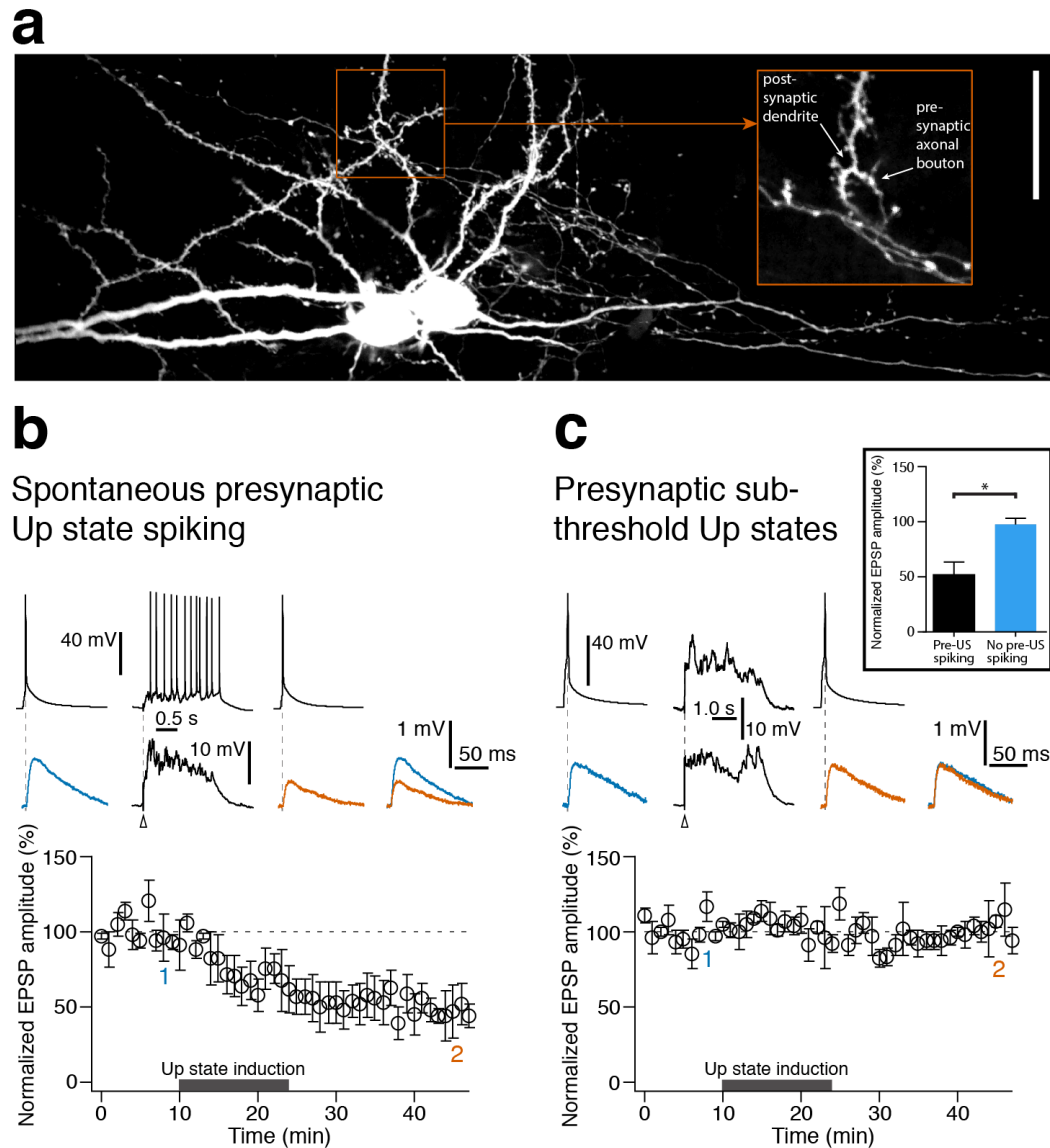 a
post-
synaptic
dendrite
pre-
synaptic
axonal
bouton
b
Spontaneous presynaptic
Up state spiking
40 mV
0.5 s
10 mV
1 mV
50 ms
Normalized EPSP amplitude (%)
150
100
50
0
1
2
Up state induction
0
10
20
30
40
Time (min)
c
Presynaptic sub-
threshold Up states
Normalized EPSP amplitude (%)
150
100
50
0
*
Pre-US
spiking
No pre-US
spiking
40 mV
1.0 s
10 mV
1 mV
50 ms
Normalized EPSP amplitude (%)
150
100
50
0
1
2
Up state induction
0
10
20
30
40
Time (min)